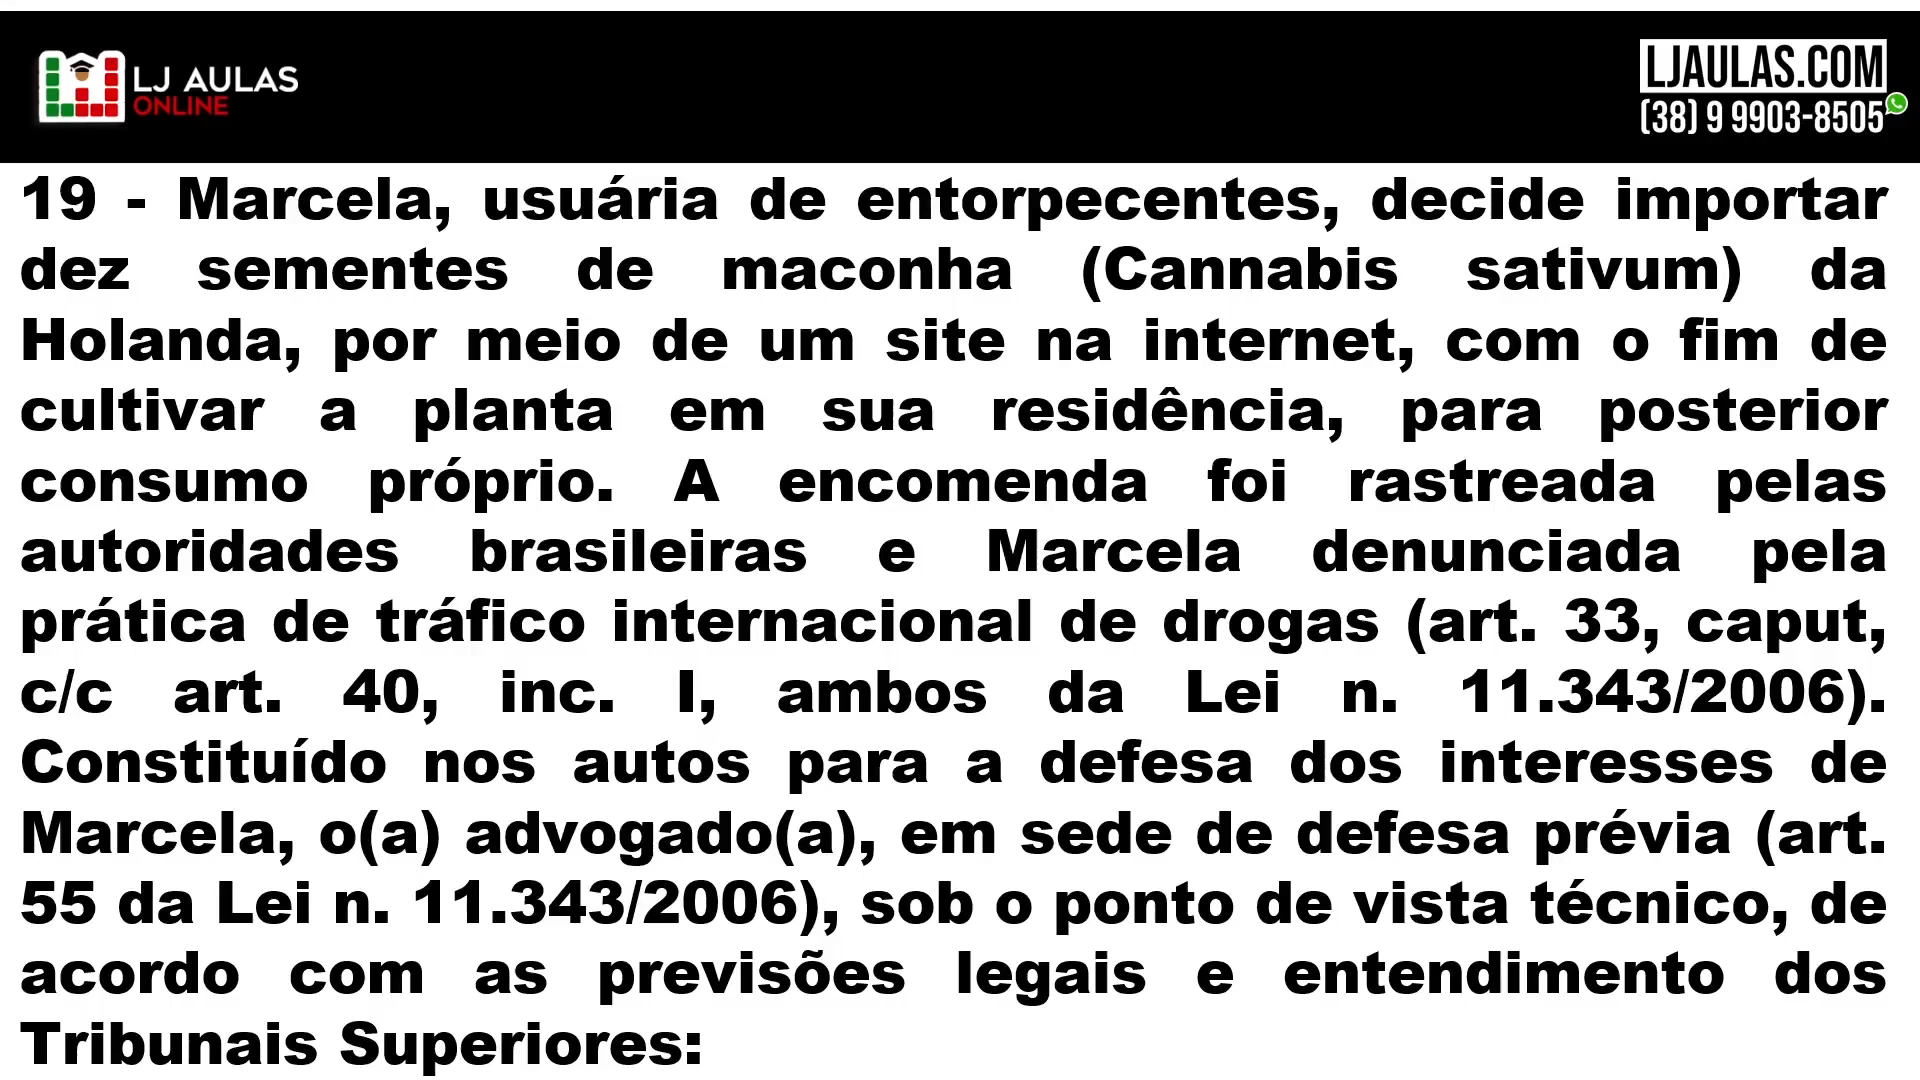 LJ AULAS
ONLINE
LJAULAS.COM
(38) 9 9903-8505
19 - Marcela, usuária de entorpecentes, decide importar
dez sementes de maconha (Cannabis sativum) da
Holanda, por meio de um site na internet, com o fim de
cultivar a planta em sua residência, para posterior
consumo próprio. A encomenda foi rastreada pelas
autoridades brasileiras e Marcela denunciada pela
prática de tráfico internacional de drogas (art. 33, caput,
c/c art. 40, inc. I, ambos da Lei n. 11.343/2006).
Constituído nos autos para a defesa dos interesses de
Marcela, o(a) advogado(a), em sede de defesa prévia (art.
55 da Lei n. 11.343/2006), sob o ponto de vista técnico, de
acordo com as previsões legais e entendimento dos
Tribunais Superiores: